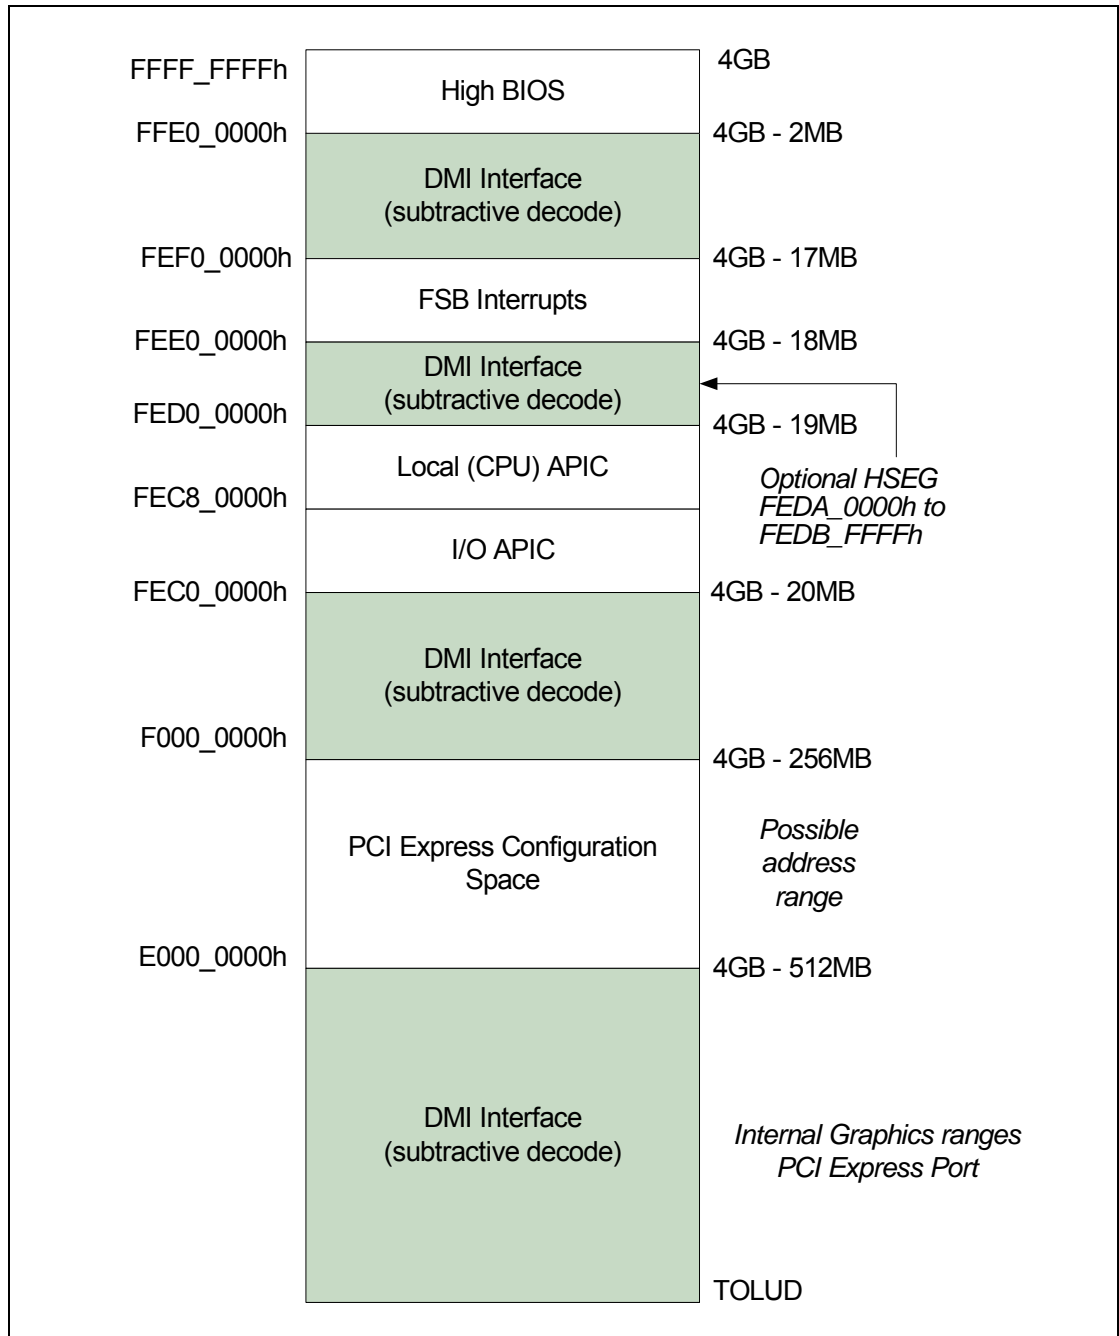 FFFF_FFFFh
4GB
High BIOS
FFE0_0000h
4GB - 2MB
DMI Interface
(subtractive decode)
FEF0_0000h
4GB - 17MB
FSB Interrupts
FEE0_0000h
4GB - 18MB
DMI Interface
(subtractive decode)
FED0_0000h
4GB - 19MB
Local (CPU) APIC
Optional HSEG
FEDA_0000h to
FEDB_FFFFh
FEC8_0000h
I/O APIC
FEC0_0000h
4GB - 20MB
DMI Interface
(subtractive decode)
F000_0000h
4GB - 256MB
PCI Express Configuration
Space
Possible
address
range
E000_0000h
4GB - 512MB
DMI Interface
(subtractive decode)
Internal Graphics ranges
PCI Express Port
TOLUD